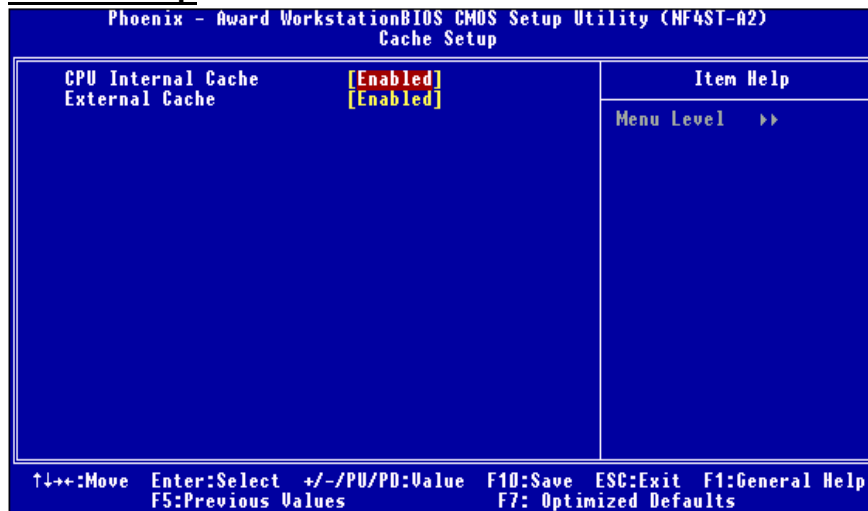 Phoenix - Award WorkstationBIOS CMOS Setup Utility (NF4ST-A2)
Cache Setup
CPU Internal Cache [Enabled]
External Cache [Enabled]
Item Help
Menu Level ▸▸
↑↓→←:Move Enter:Select +/-/PU/PD:Value F10:Save ESC:Exit F1:General Help
F5:Previous Values F7: Optimized Defaults